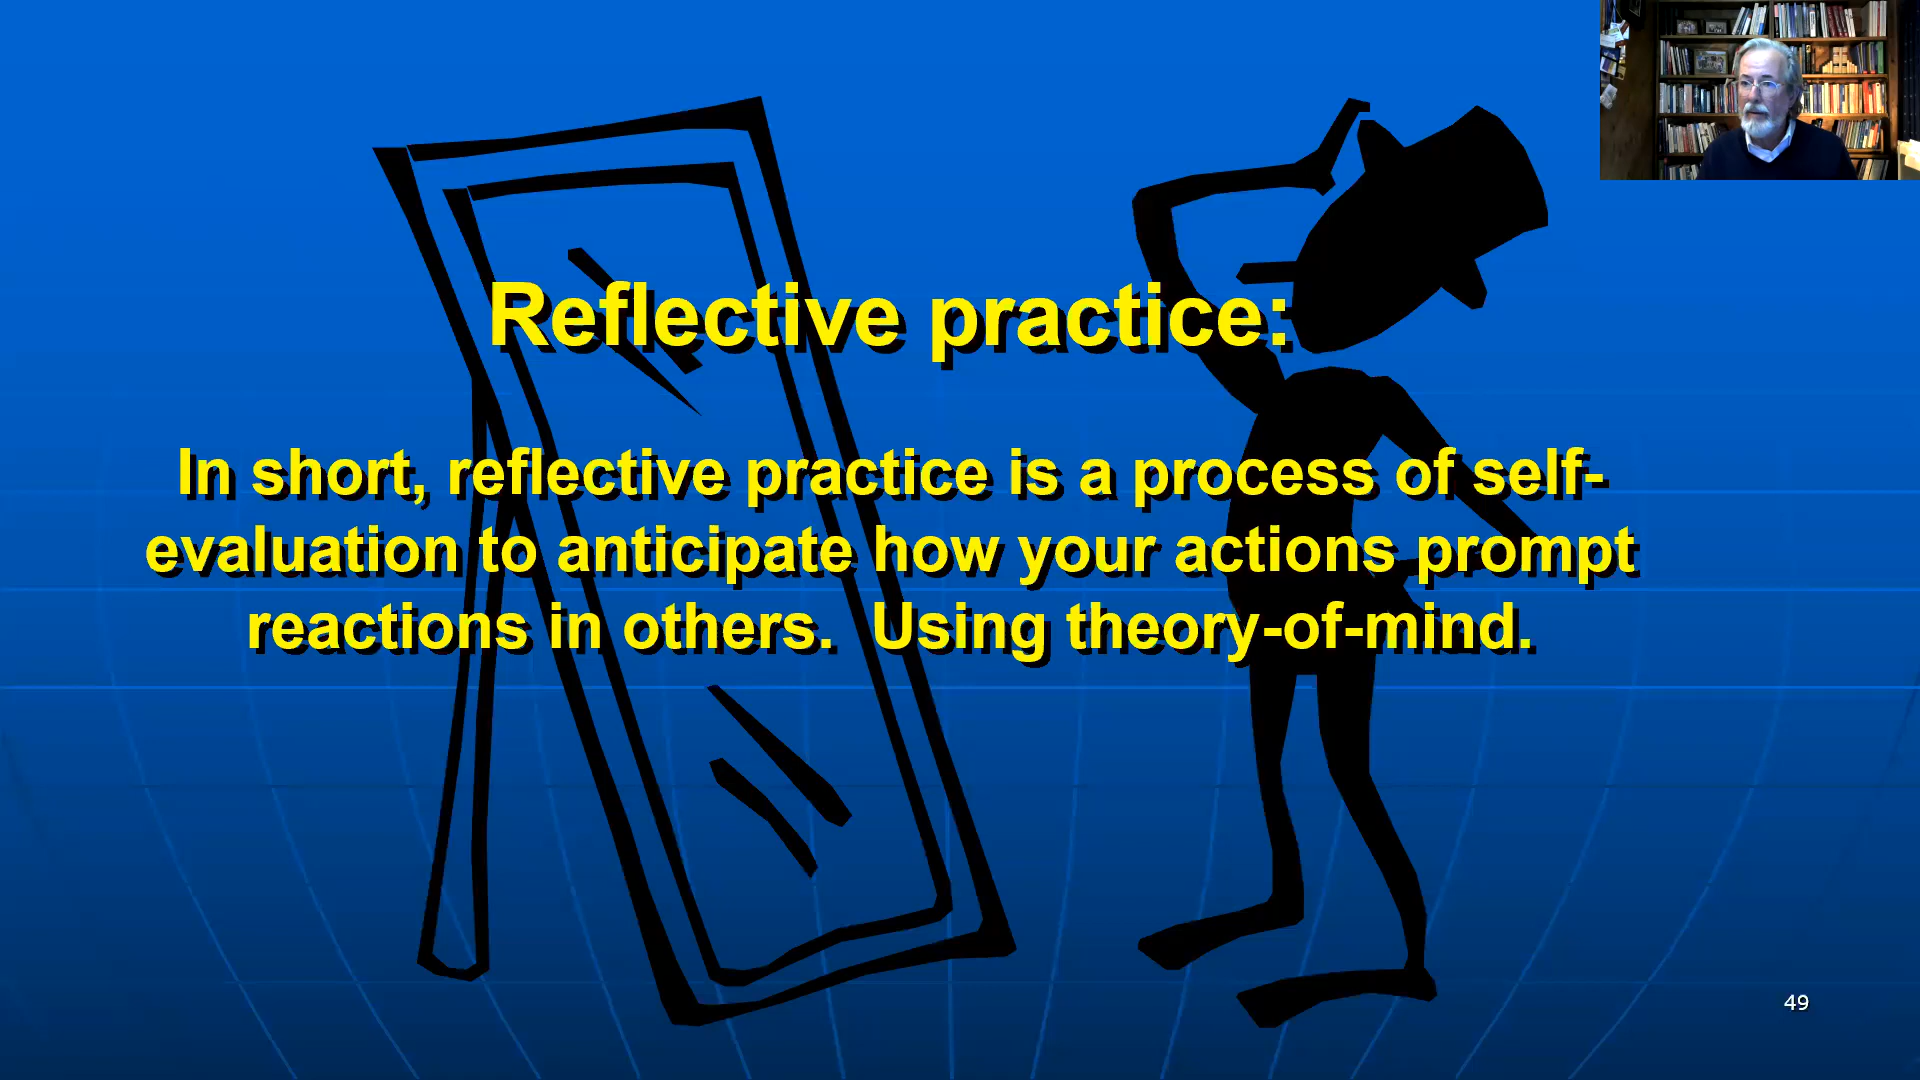 Reflective practice:
In short, reflective practice is a process of self-
evaluation to anticipate how your actions prompt
reactions in others.  Using theory-of-mind.
49